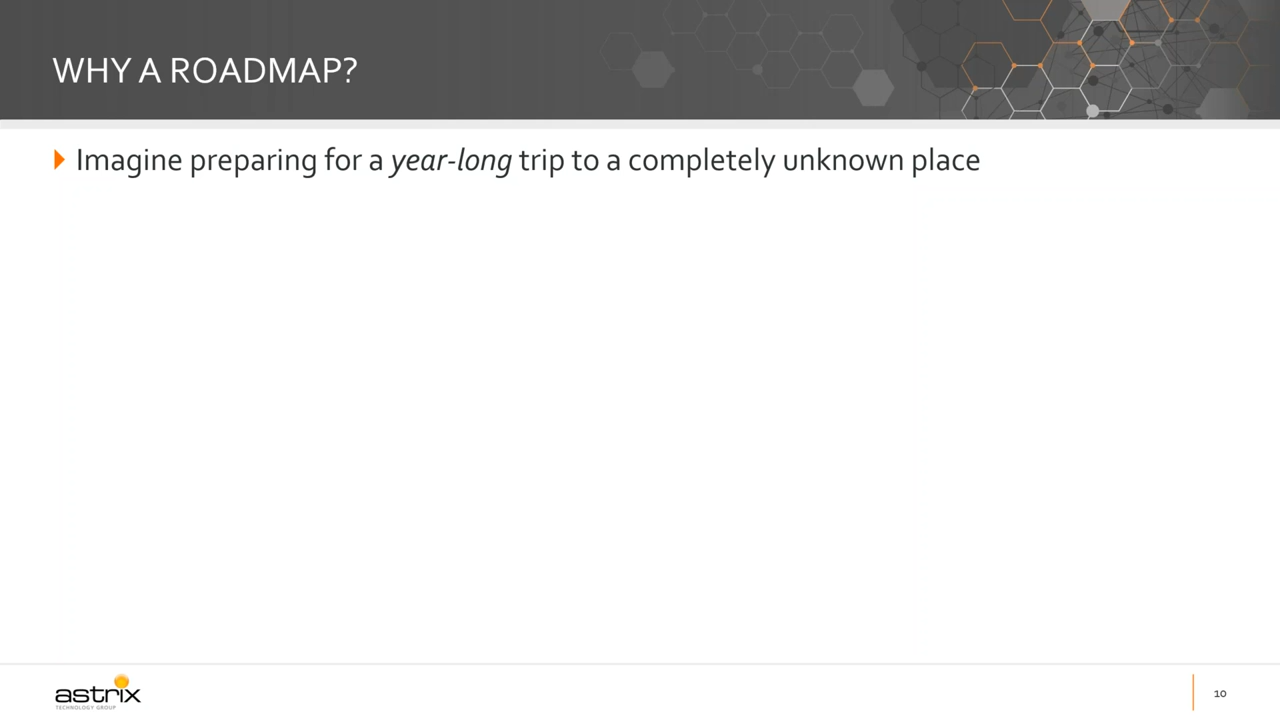 WHY A ROADMAP?
Imagine preparing for a year-long trip to a completely unknown place
astrix
TECHNOLOGY GROUP
10